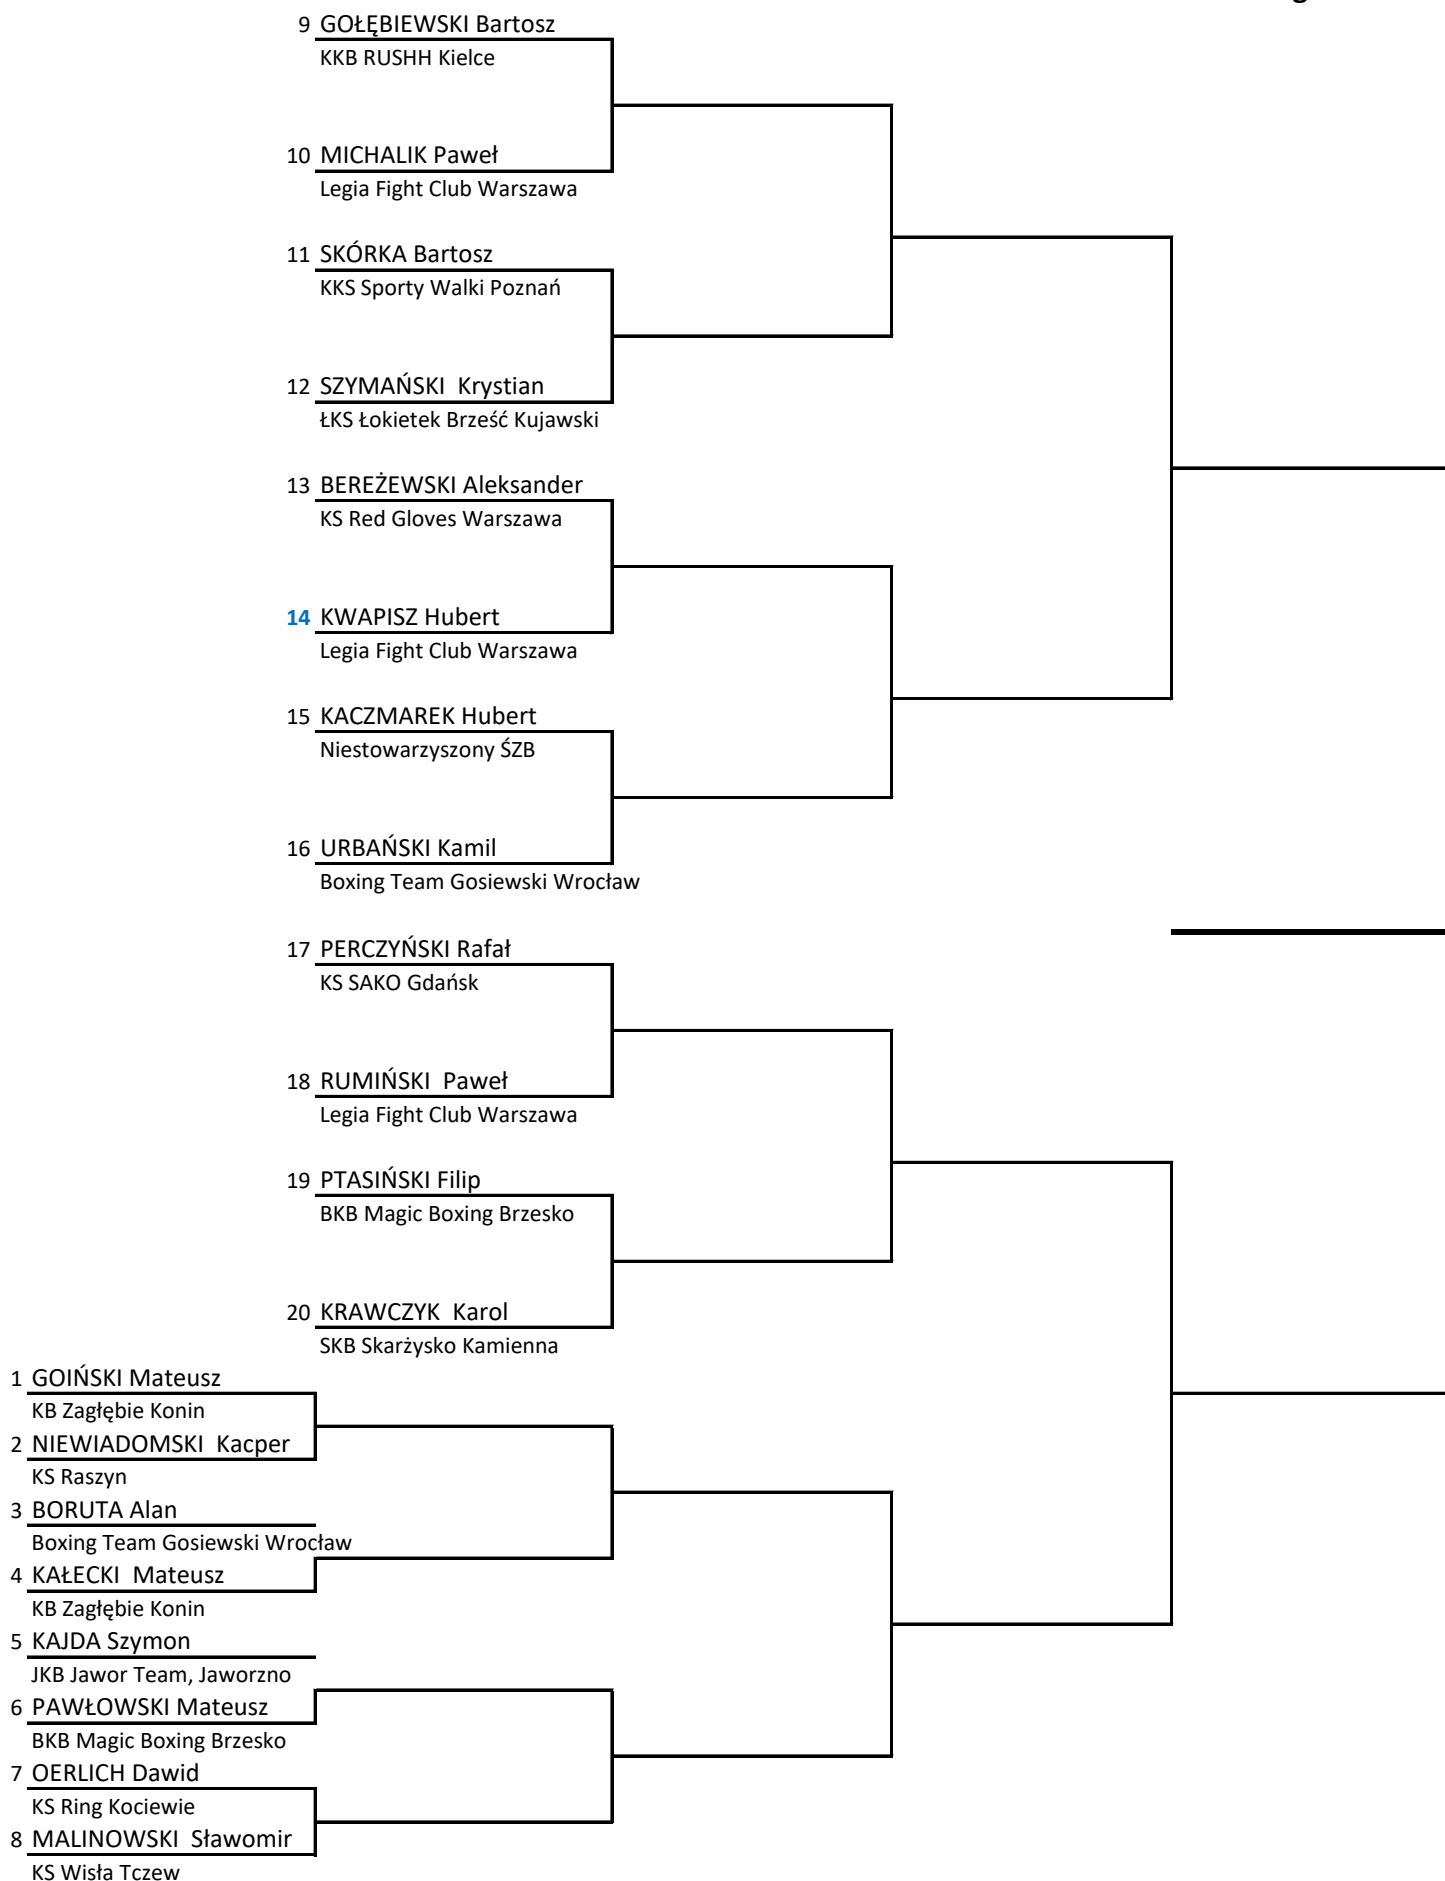 9 GOŁĘBIEWSKI Bartosz
KKB RUSHH Kielce
10 MICHALIK Paweł
Legia Fight Club Warszawa
11 SKÓRKA Bartosz
KKS Sporty Walki Poznań
12 SZYMAŃSKI  Krystian
ŁKS Łokietek Brześć Kujawski
13 BEREŻEWSKI Aleksander
KS Red Gloves Warszawa
14 KWAPISZ Hubert
Legia Fight Club Warszawa
15 KACZMAREK Hubert
Niestowarzyszony ŚZB
16 URBAŃSKI Kamil
Boxing Team Gosiewski Wrocław
17 PERCZYŃSKI Rafał
KS SAKO Gdańsk
18 RUMIŃSKI  Paweł
Legia Fight Club Warszawa
19 PTASIŃSKI Filip
BKB Magic Boxing Brzesko
20 KRAWCZYK  Karol
SKB Skarżysko Kamienna
1 GOIŃSKI Mateusz
KB Zagłębie Konin
2 NIEWIADOMSKI  Kacper
KS Raszyn
3 BORUTA Alan
Boxing Team Gosiewski Wrocław
4 KAŁECKI  Mateusz
KB Zagłębie Konin
5 KAJDA Szymon
JKB Jawor Team, Jaworzno
6 PAWŁOWSKI Mateusz
BKB Magic Boxing Brzesko
7 OERLICH Dawid
KS Ring Kociewie
8 MALINOWSKI  Sławomir
KS Wisła Tczew